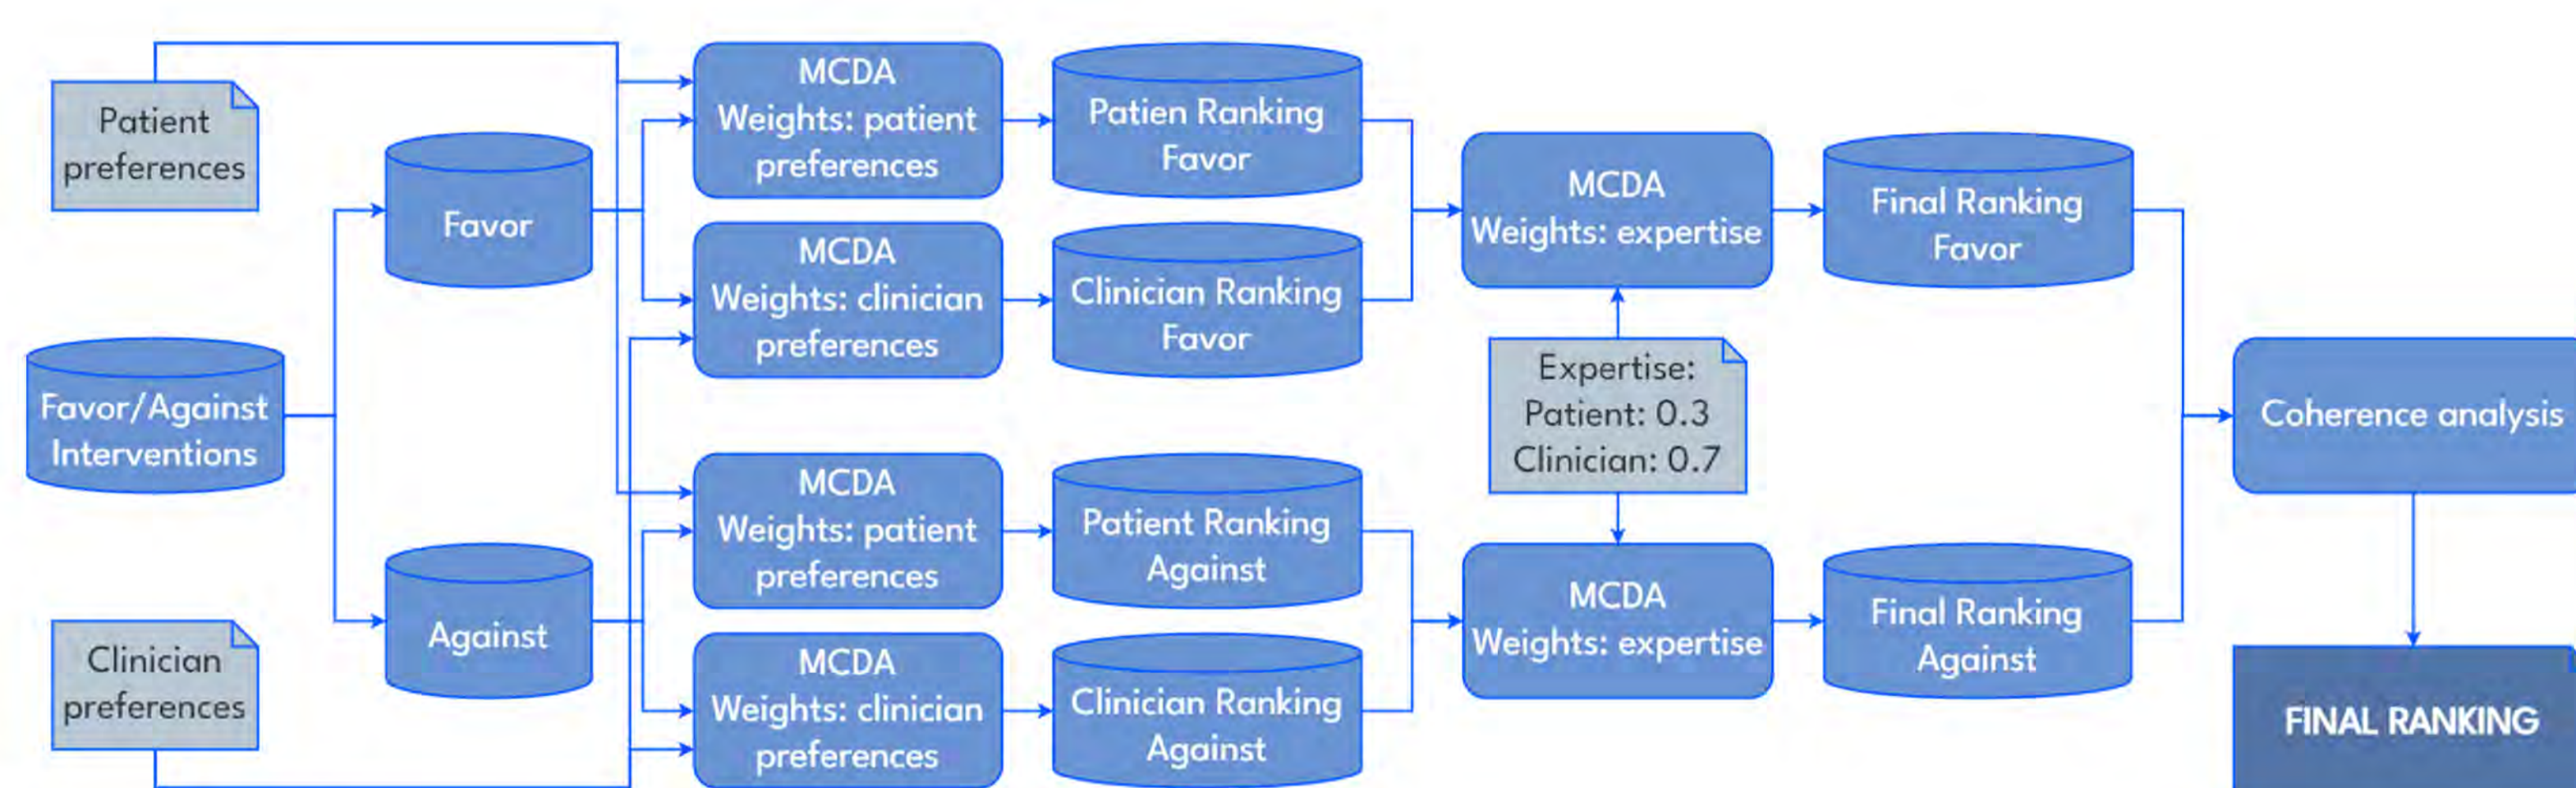 Patient
preferences
Favor/Against
Interventions
Clinician
preferences
Favor
Against
MCDA
Weights: patient
preferences
MCDA
Weights: clinician
preferences
MCDA
Weights: patient
preferences
MCDA
Weights: clinician
preferences
Patien Ranking
Favor
Clinician Ranking
Favor
Patient Ranking
Against
Clinician Ranking
Against
MCDA
Weights: expertise
Expertise:
Patient: 0.3
Clinician: 0.7
MCDA
Weights: expertise
Final Ranking
Favor
Final Ranking
Against
Coherence analysis
FINAL RANKING